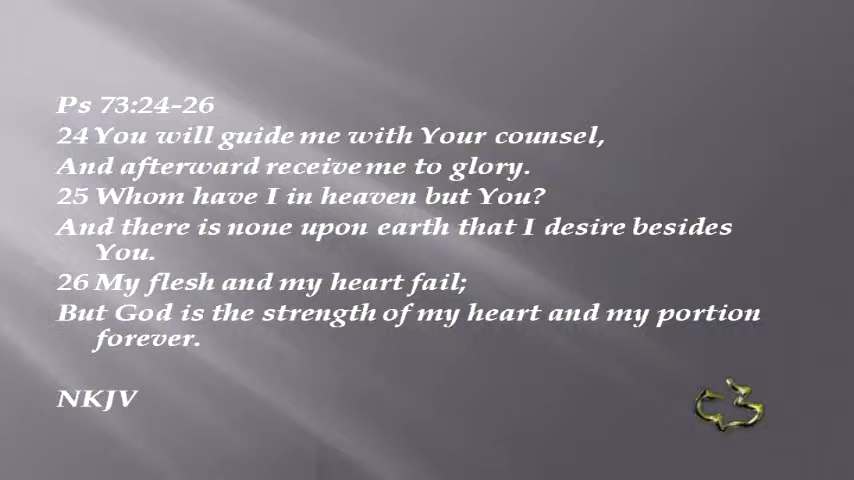 Ps 73:24-26
24 You will guide me with Your counsel,
And afterward receive me to glory.
25 Whom have I in heaven but You?
And there is none upon earth that I desire besides
You.
26 My flesh and my heart fail;
But God is the strength of my heart and my portion
forever.
NKJV
C3